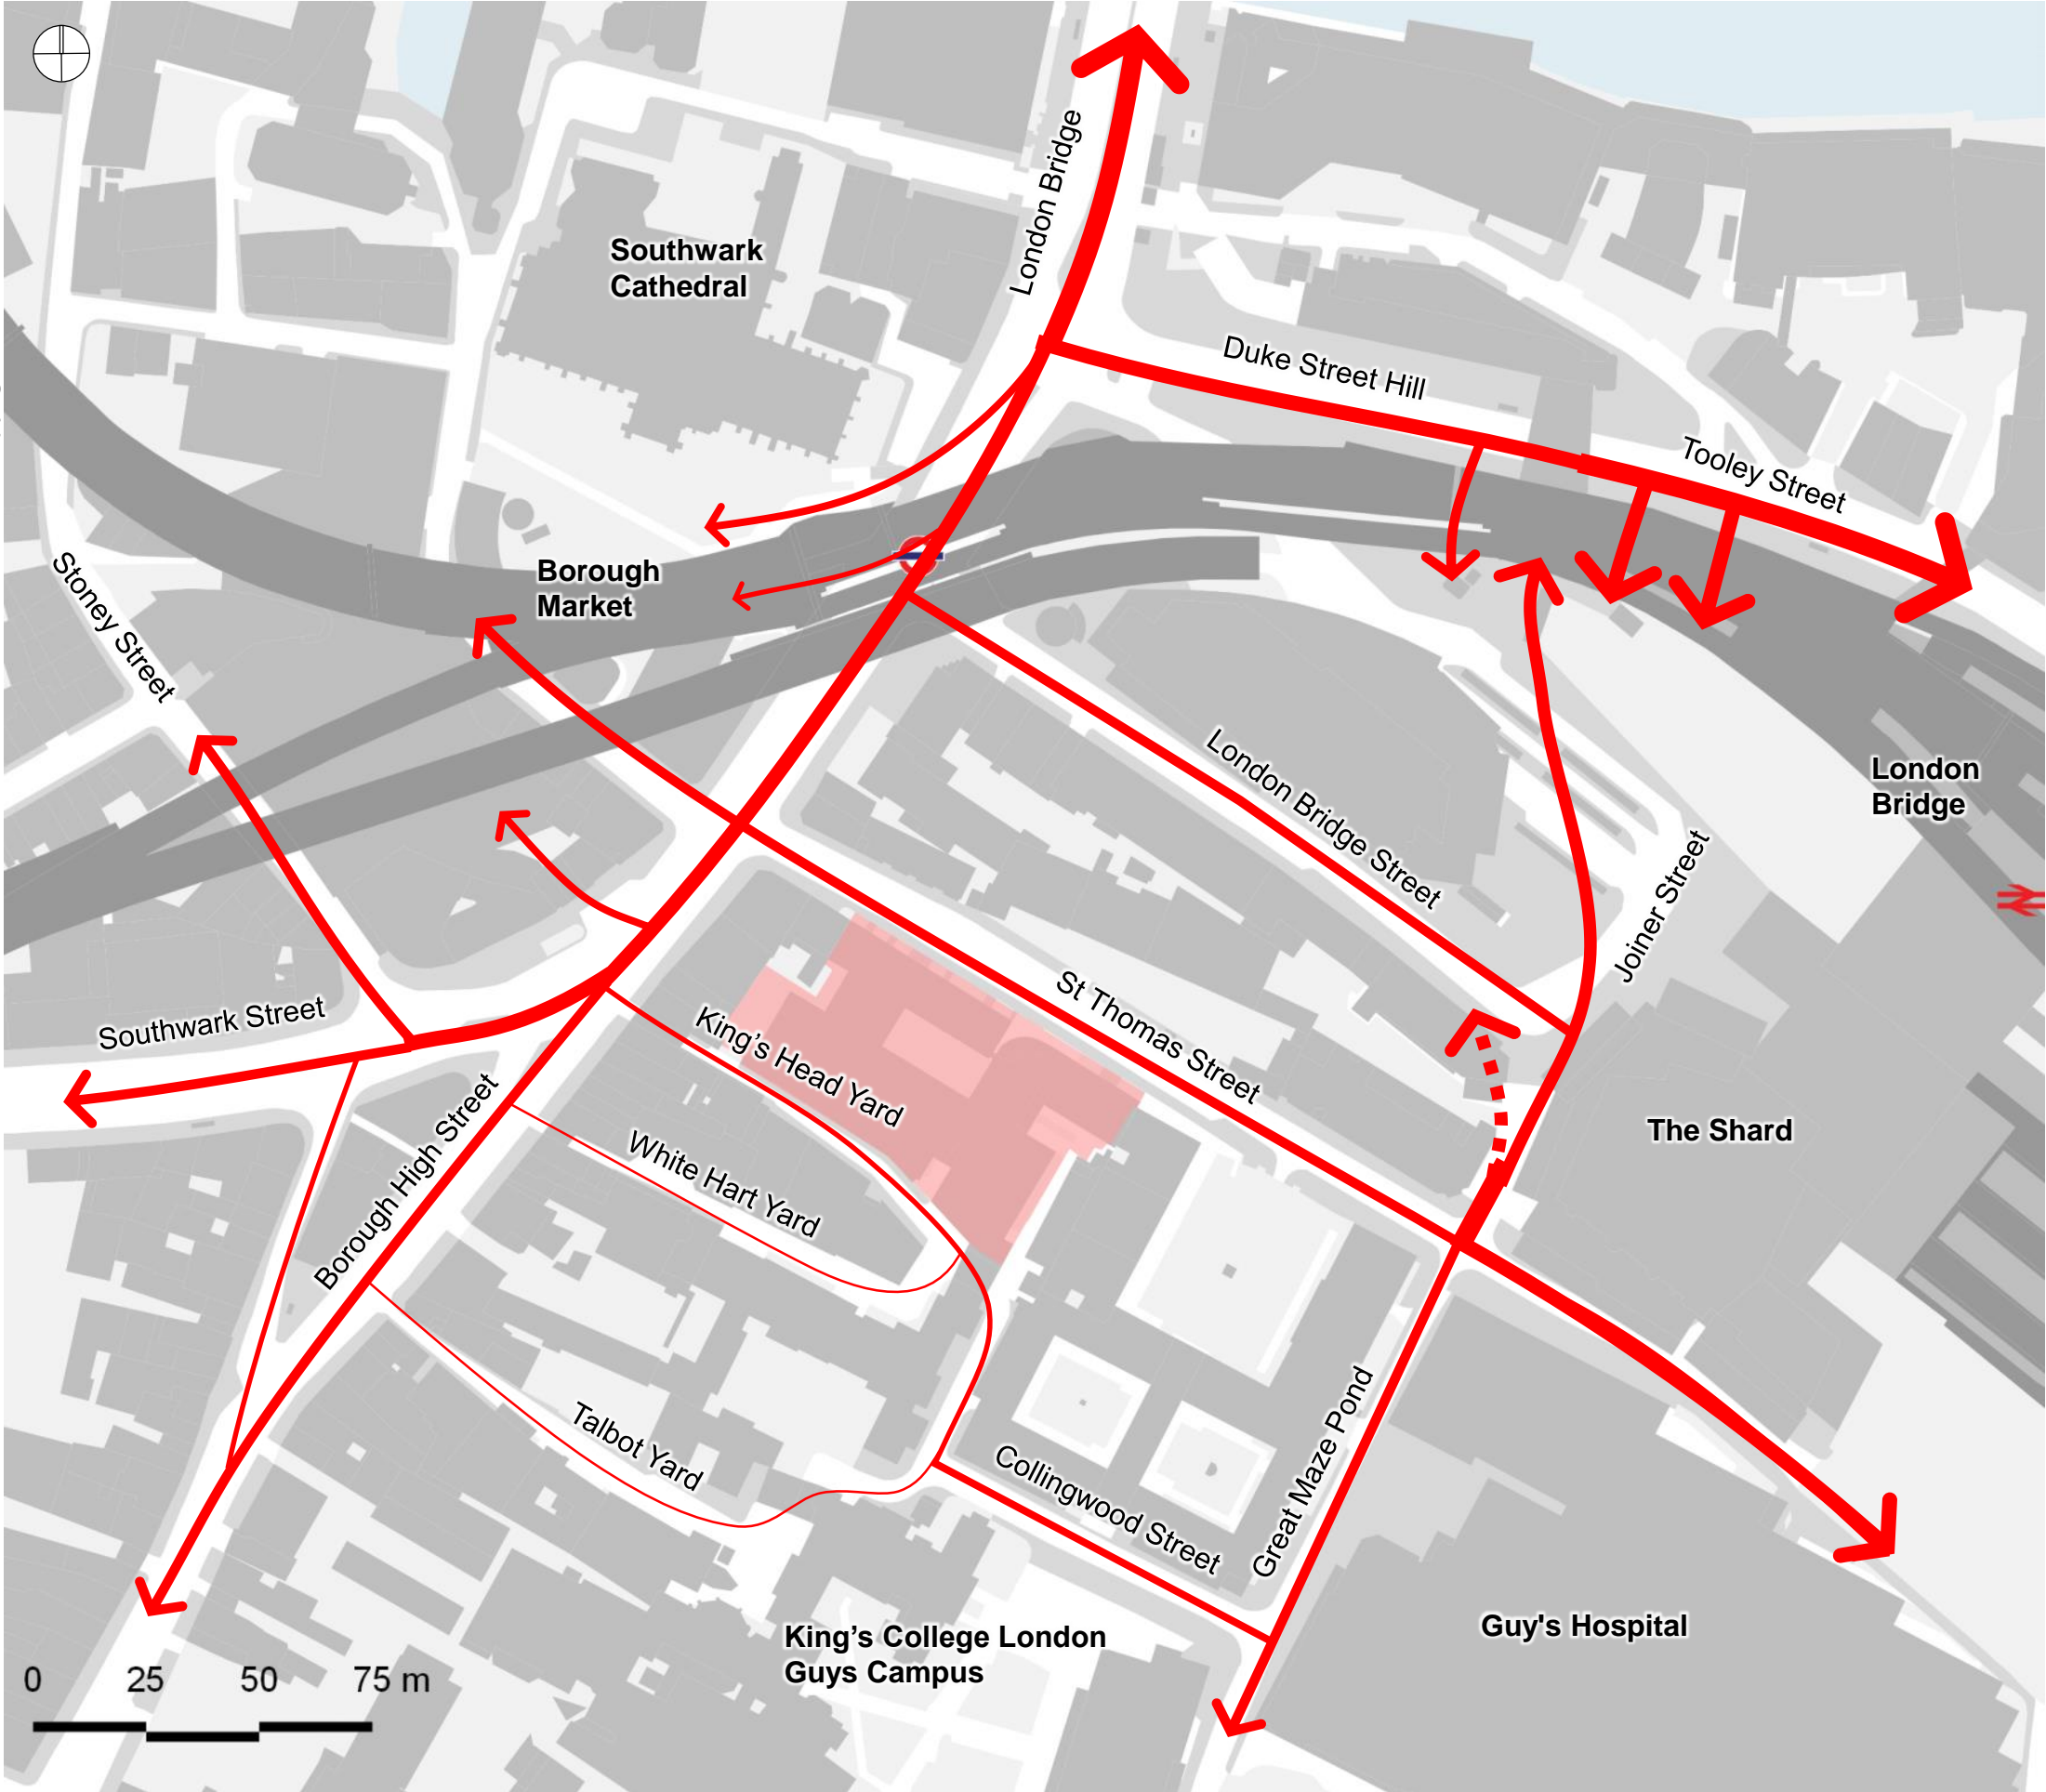 London Bridge
Southwark
Cathedral
Duke Street Hill
Tooley Street
Borough
Market
Stoney Street
London Bridge Street
London
Bridge
Joiner Street
Southwark Street
St Thomas Street
King's Head Yard
The Shard
White Hart Yard
Borough High Street
Talbot Yard
Collingwood Street
Great Maze Pond
King’s College London
Guys Campus
Guy's Hospital
0 25 50 75 m